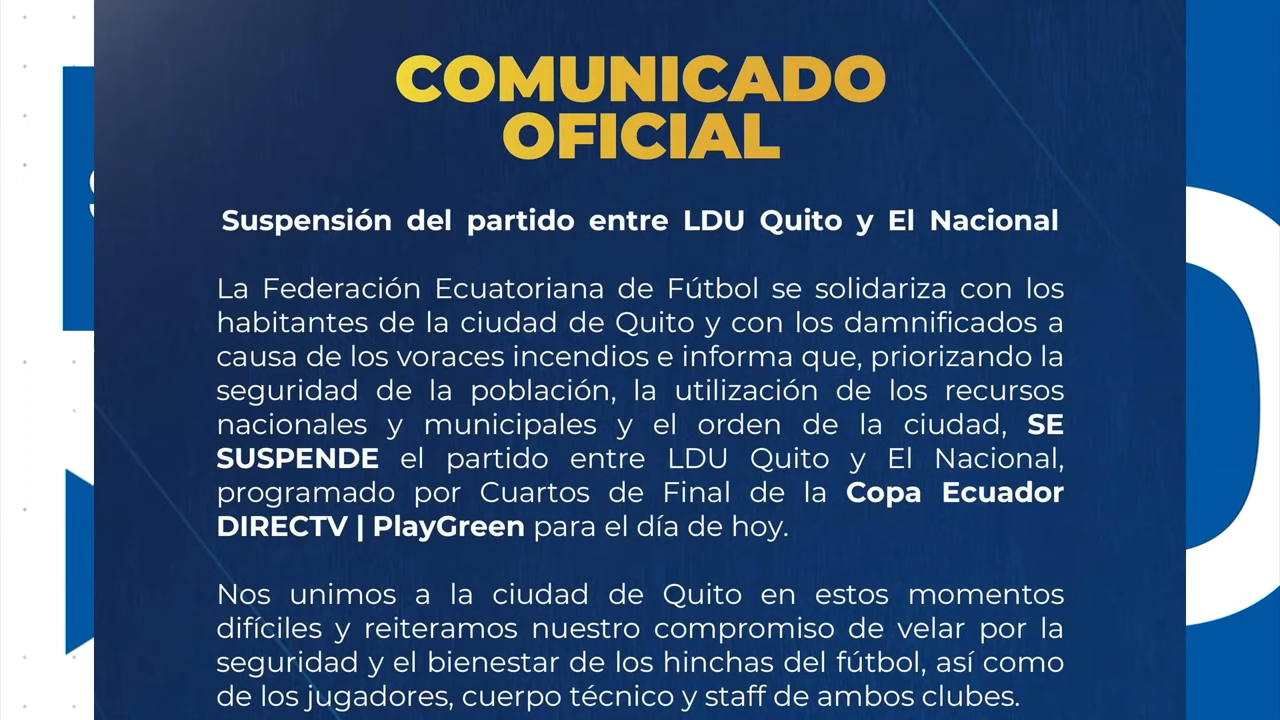 COMUNICADO
OFICIAL
Suspensión del partido entre LDU Quito y El Nacional
La Federación Ecuatoriana de Fútbol se solidariza con los
habitantes de la ciudad de Quito y con los damnificados a
causa de los voraces incendios e informa que, priorizando la
seguridad de la población, la utilización de los recursos
nacionales y municipales y el orden de la ciudad, SE
SUSPENDE el partido entre LDU Quito y El Nacional,
programado por Cuartos de Final de la Copa Ecuador
DIRECTV | PlayGreen para el día de hoy.
Nos unimos a la ciudad de Quito en estos momentos
difíciles y reiteramos nuestro compromiso de velar por la
seguridad y el bienestar de los hinchas del fútbol, así como
de los jugadores, cuerpo técnico y staff de ambos clubes.